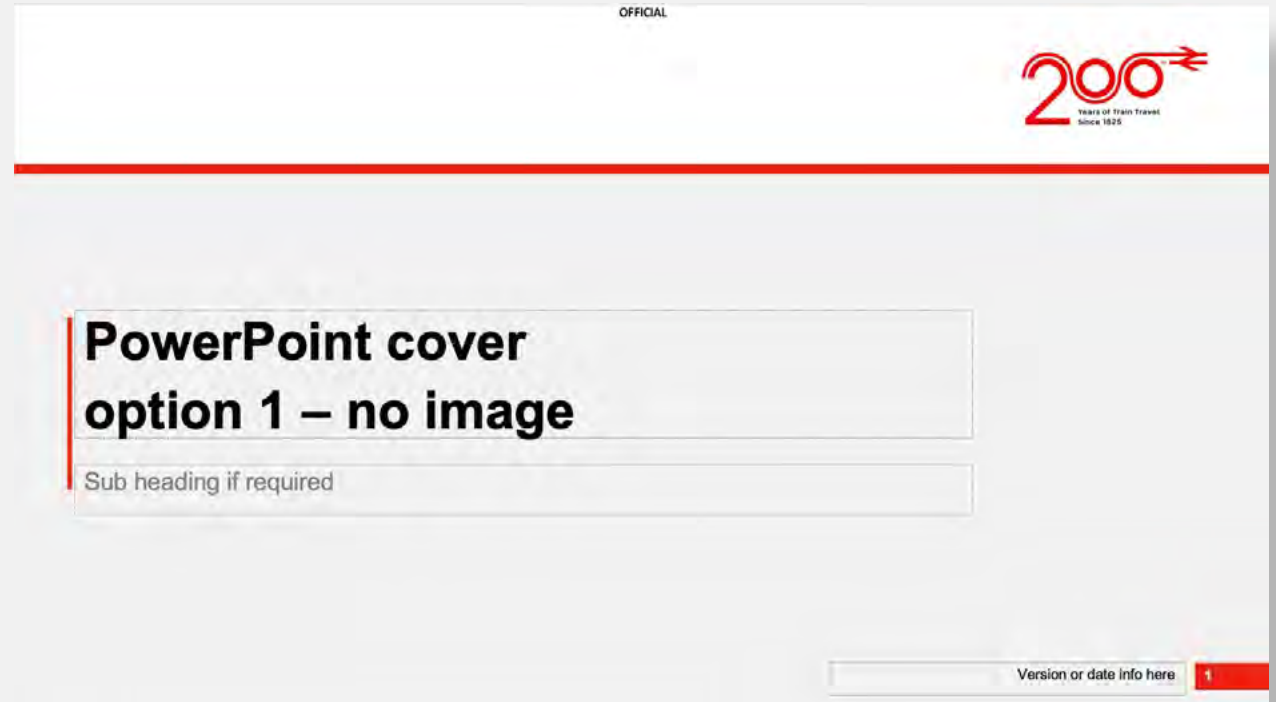 OFFICIAL
200
Years of Train Travel
Since 1825
PowerPoint cover
option 1 – no image
Sub heading if required
Version or date info here
1